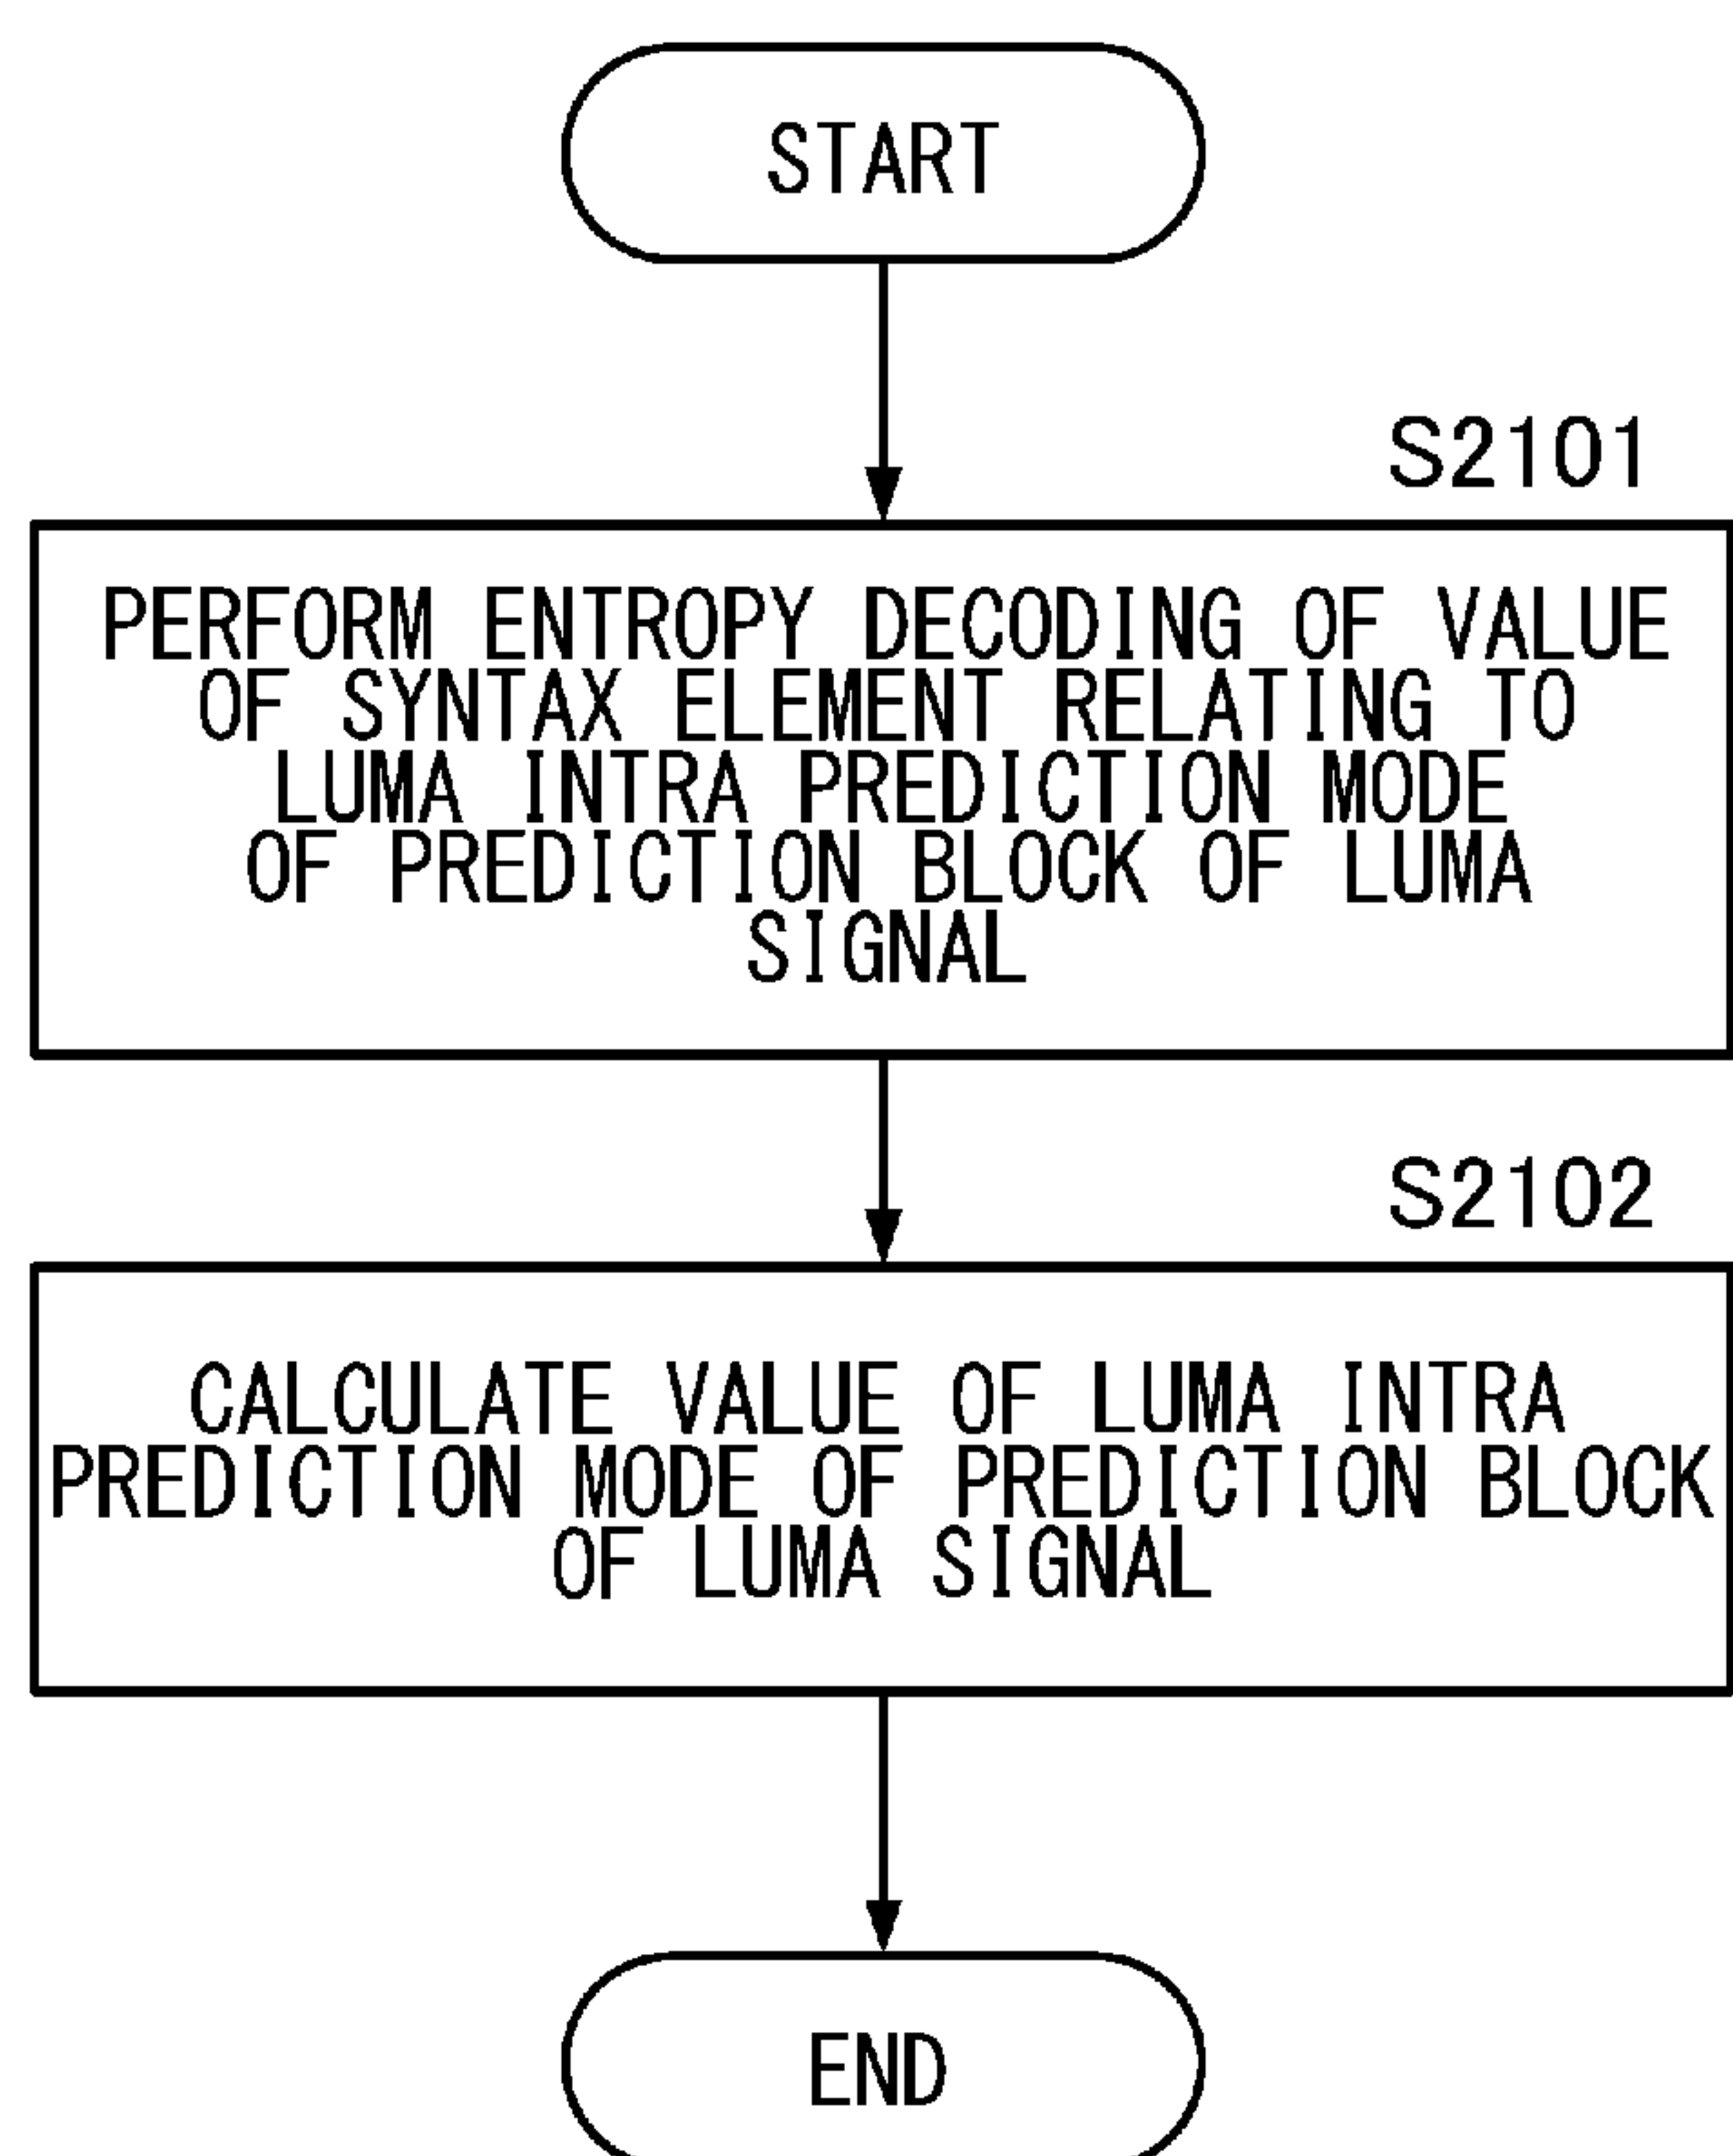 START
S2101
PERFORM ENTROPY DECODING OF VALUE
OF SYNTAX ELEMENT RELATING TO
LUMA INTRA PREDICTION MODE
OF PREDICTION BLOCK OF LUMA
SIGNAL
S2102
CALCULATE VALUE OF LUMA INTRA
PREDICTION MODE OF PREDICTION BLOCK
OF LUMA SIGNAL
END